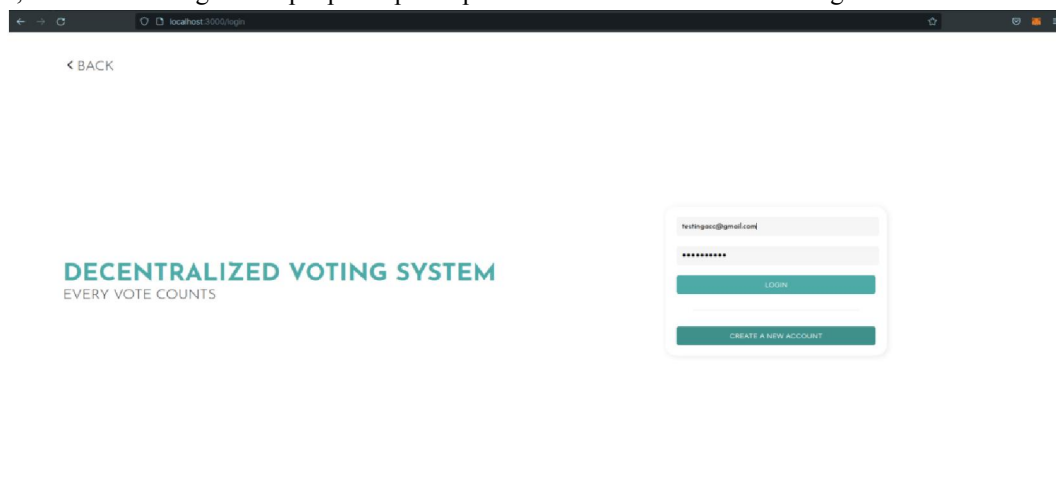 localhost:3000/login
BACK
testingacc@gmail.com
••••••••••
DECENTRALIZED VOTING SYSTEM
LOGIN
EVERY VOTE COUNTS
CREATE A NEW ACCOUNT